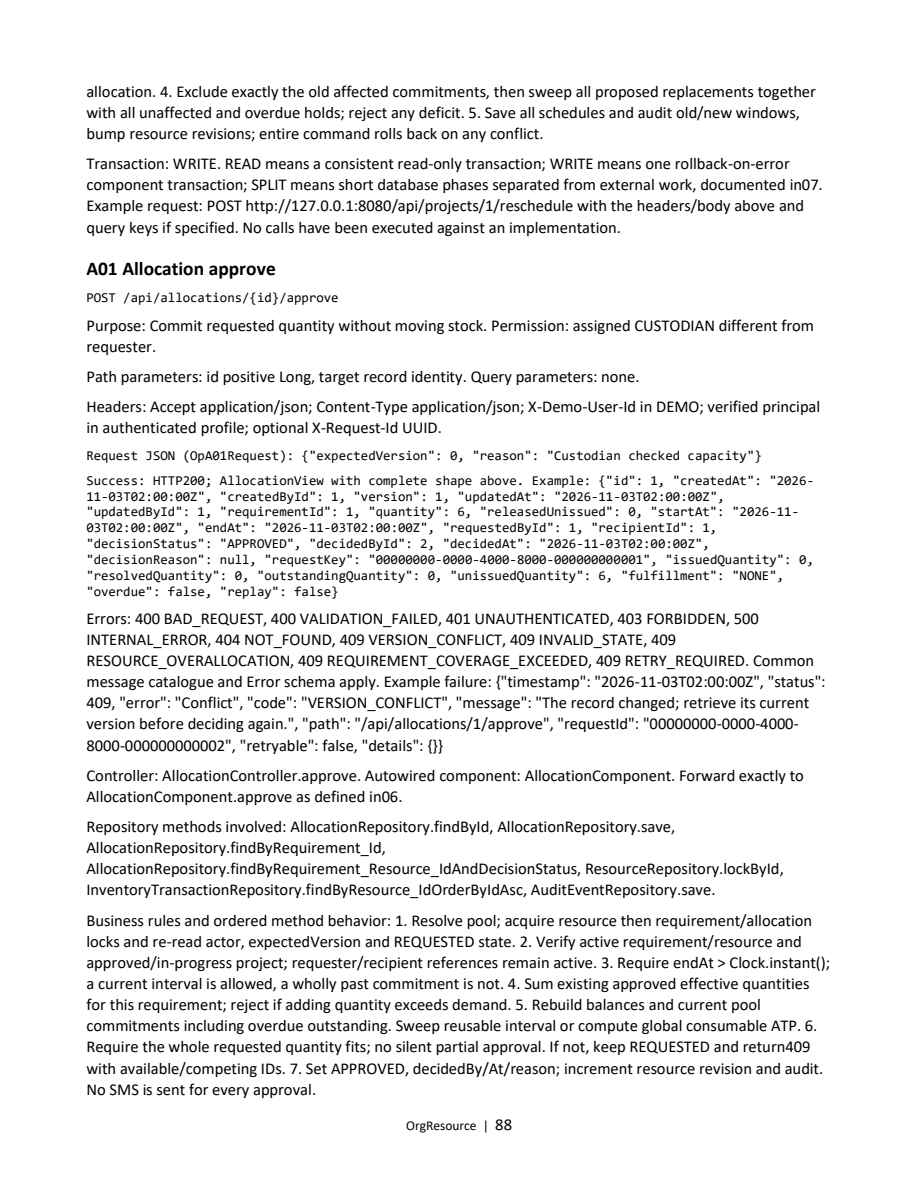 allocation. 4. Exclude exactly the old affected commitments, then sweep all proposed replacements together
with all unaffected and overdue holds; reject any deficit. 5. Save all schedules and audit old/new windows,
bump resource revisions; entire command rolls back on any conflict.
Transaction: WRITE. READ means a consistent read-only transaction; WRITE means one rollback-on-error
component transaction; SPLIT means short database phases separated from external work, documented in07.
Example request: POST http://127.0.0.1:8080/api/projects/1/reschedule with the headers/body above and
query keys if specified. No calls have been executed against an implementation.
A01 Allocation approve
POST /api/allocations/{id}/approve
Purpose: Commit requested quantity without moving stock. Permission: assigned CUSTODIAN different from
requester.
Path parameters: id positive Long, target record identity. Query parameters: none.
Headers: Accept application/json; Content-Type application/json; X-Demo-User-Id in DEMO; verified principal
in authenticated profile; optional X-Request-Id UUID.
Request JSON (OpA01Request): {"expectedVersion": 0, "reason": "Custodian checked capacity"}
Success: HTTP200; AllocationView with complete shape above. Example: {"id": 1, "createdAt": "2026-
11-03T02:00:00Z", "createdById": 1, "version": 1, "updatedAt": "2026-11-03T02:00:00Z",
"updatedById": 1, "requirementId": 1, "quantity": 6, "releasedUnissued": 0, "startAt": "2026-11-
03T02:00:00Z", "endAt": "2026-11-03T02:00:00Z", "requestedById": 1, "recipientId": 1,
"decisionStatus": "APPROVED", "decidedById": 2, "decidedAt": "2026-11-03T02:00:00Z",
"decisionReason": null, "requestKey": "00000000-0000-4000-8000-000000000001", "issuedQuantity": 0,
"resolvedQuantity": 0, "outstandingQuantity": 0, "unissuedQuantity": 6, "fulfillment": "NONE",
"overdue": false, "replay": false}
Errors: 400 BAD_REQUEST, 400 VALIDATION_FAILED, 401 UNAUTHENTICATED, 403 FORBIDDEN, 500
INTERNAL_ERROR, 404 NOT_FOUND, 409 VERSION_CONFLICT, 409 INVALID_STATE, 409
RESOURCE_OVERALLOCATION, 409 REQUIREMENT_COVERAGE_EXCEEDED, 409 RETRY_REQUIRED. Common
message catalogue and Error schema apply. Example failure: {"timestamp": "2026-11-03T02:00:00Z", "status":
409, "error": "Conflict", "code": "VERSION_CONFLICT", "message": "The record changed; retrieve its current
version before deciding again.", "path": "/api/allocations/1/approve", "requestId": "00000000-0000-4000-
8000-000000000002", "retryable": false, "details": {}}
Controller: AllocationController.approve. Autowired component: AllocationComponent. Forward exactly to
AllocationComponent.approve as defined in06.
Repository methods involved: AllocationRepository.findById, AllocationRepository.save,
AllocationRepository.findByRequirement_Id,
AllocationRepository.findByRequirement_Resource_IdAndDecisionStatus, ResourceRepository.lockById,
InventoryTransactionRepository.findByResource_IdOrderByIdAsc, AuditEventRepository.save.
Business rules and ordered method behavior: 1. Resolve pool; acquire resource then requirement/allocation
locks and re-read actor, expectedVersion and REQUESTED state. 2. Verify active requirement/resource and
approved/in-progress project; requester/recipient references remain active. 3. Require endAt > Clock.instant();
a current interval is allowed, a wholly past commitment is not. 4. Sum existing approved effective quantities
for this requirement; reject if adding quantity exceeds demand. 5. Rebuild balances and current pool
commitments including overdue outstanding. Sweep reusable interval or compute global consumable ATP. 6.
Require the whole requested quantity fits; no silent partial approval. If not, keep REQUESTED and return409
with available/competing IDs. 7. Set APPROVED, decidedBy/At/reason; increment resource revision and audit.
No SMS is sent for every approval.
OrgResource | 88